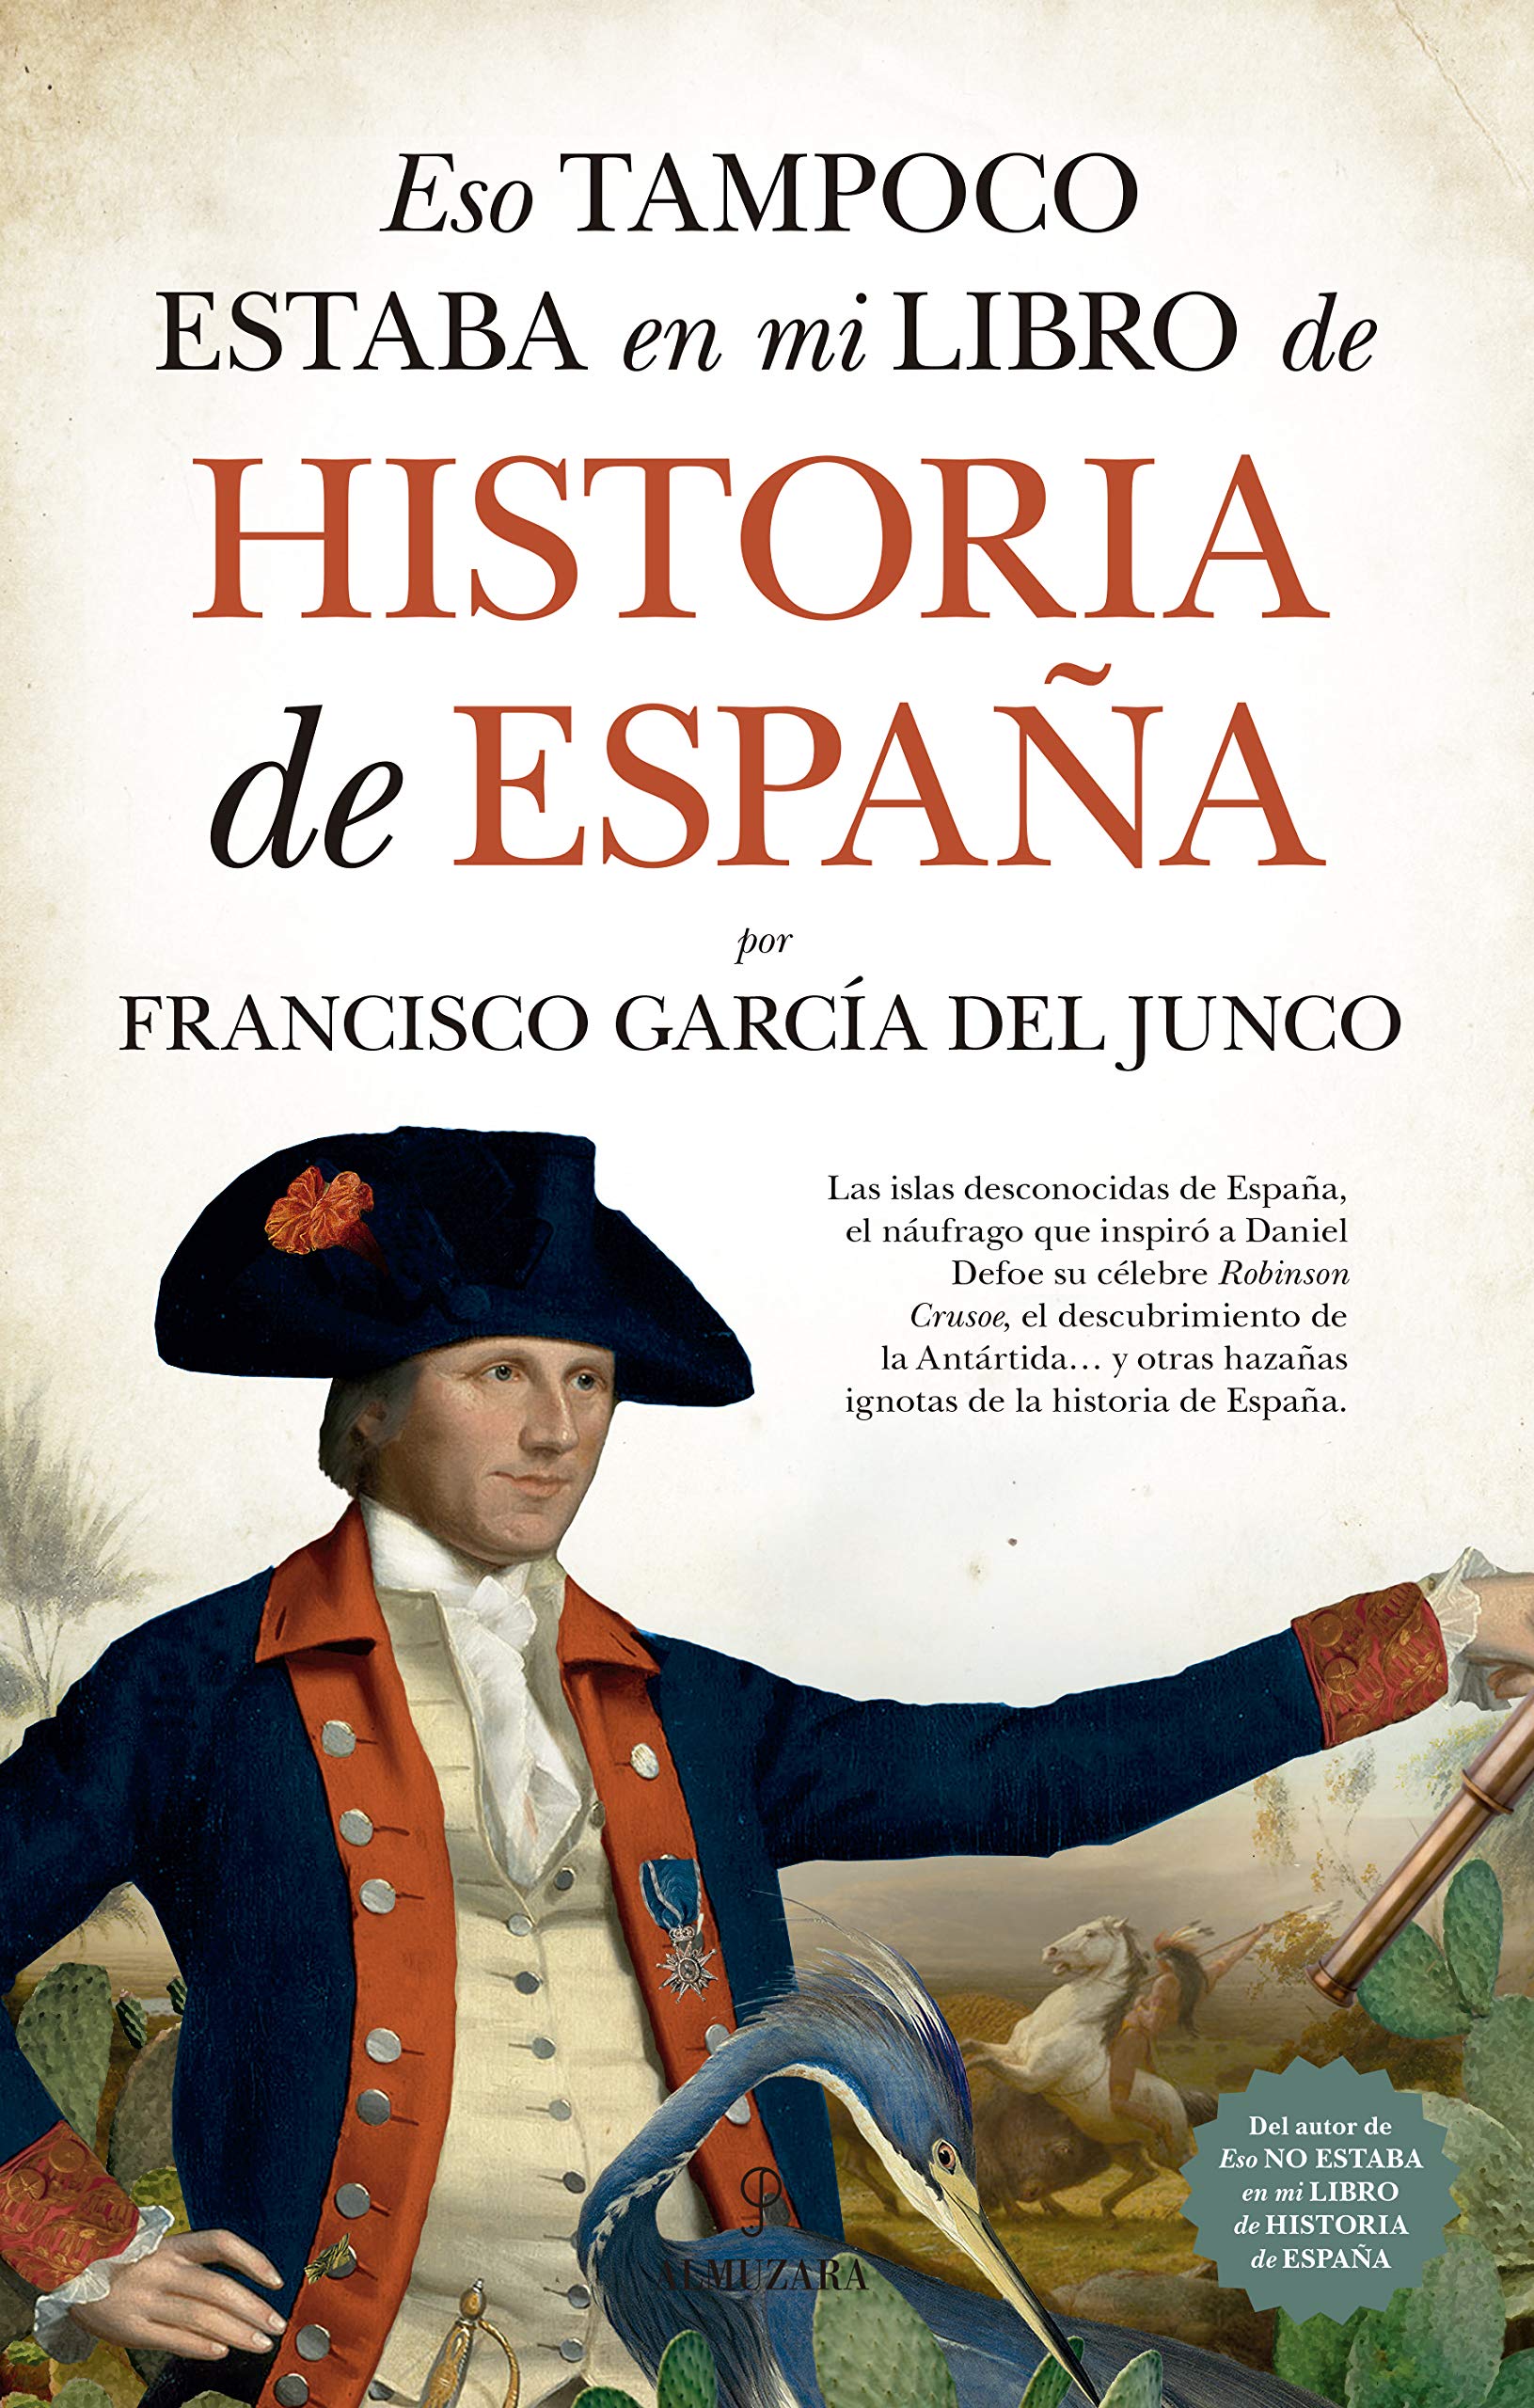 Eso TAMPOCO
ESTABA en mi LIBRO de
HISTORIA
de ESPAÑA
por
FRANCISCO GARCÍA DEL JUNCO
Las islas desconocidas de España,
el náufrago que inspiró a Daniel
Defoe su célebre Robinson
Crusoe, el descubrimiento de
la Antártida... y otras hazañas
ignotas de la historia de España.
Del autor de
Eso NO ESTABA
en mi LIBRO
de HISTORIA
de ESPAÑA
ALMUZARA